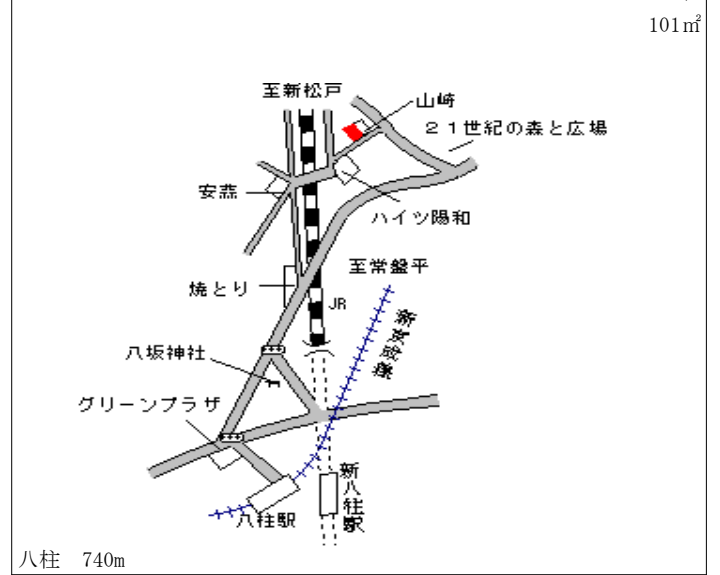 101㎡
至新松戸
山崎
２１世紀の森と広場
安燕
ハイツ陽和
至常盤平
焼とり
JR
新京成線
八坂神社
グリーンプラザ
新八柱駅
八柱駅
八柱　740m